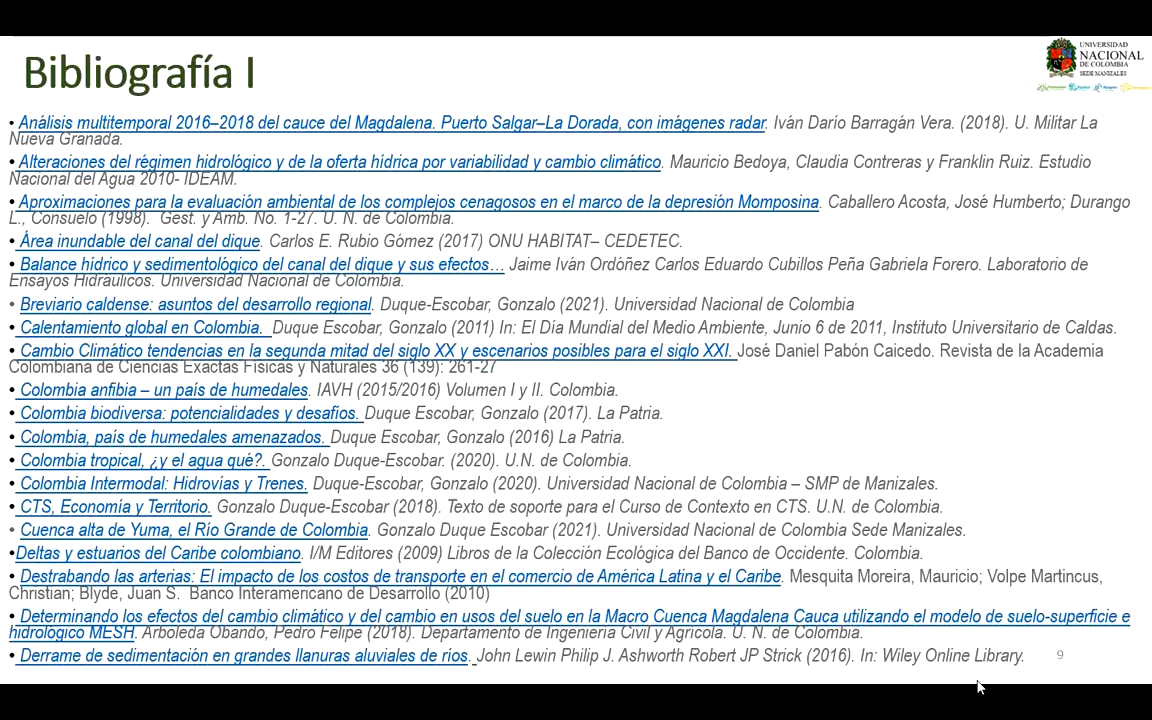 Bibliografía I
UNIVERSIDAD
NACIONAL
DE COLOMBIA
SEDE MANIZALES
• Análisis multitemporal 2016–2018 del cauce del Magdalena. Puerto Salgar–La Dorada, con imágenes radar. Iván Darío Barragán Vera. (2018). U. Militar La
Nueva Granada.
• Alteraciones del régimen hidrológico y de la oferta hídrica por variabilidad y cambio climático. Mauricio Bedoya, Claudia Contreras y Franklin Ruiz. Estudio
Nacional del Agua 2010- IDEAM.
• Aproximaciones para la evaluación ambiental de los complejos cenagosos en el marco de la depresión Momposina. Caballero Acosta, José Humberto; Durango
L., Consuelo (1998). Gest. y Amb. No. 1-27. U. N. de Colombia.
• Área inundable del canal del dique. Carlos E. Rubio Gómez (2017) ONU HABITAT– CEDETEC.
• Balance hídrico y sedimentológico del canal del dique y sus efectos… Jaime Iván Ordóñez Carlos Eduardo Cubillos Peña Gabriela Forero. Laboratorio de
Ensayos Hidráulicos. Universidad Nacional de Colombia.
• Breviario caldense: asuntos del desarrollo regional. Duque-Escobar, Gonzalo (2021). Universidad Nacional de Colombia
• Calentamiento global en Colombia. Duque Escobar, Gonzalo (2011) In: El Día Mundial del Medio Ambiente, Junio 6 de 2011, Instituto Universitario de Caldas.
• Cambio Climático tendencias en la segunda mitad del siglo XX y escenarios posibles para el siglo XXI. José Daniel Pabón Caicedo. Revista de la Academia
Colombiana de Ciencias Exactas Físicas y Naturales 36 (139): 261-27
• Colombia anfibia – un país de humedales. IAVH (2015/2016) Volumen I y II. Colombia.
• Colombia biodiversa: potencialidades y desafíos. Duque Escobar, Gonzalo (2017). La Patria.
• Colombia, país de humedales amenazados. Duque Escobar, Gonzalo (2016) La Patria.
• Colombia tropical, ¿y el agua qué?. Gonzalo Duque-Escobar. (2020). U.N. de Colombia.
• Colombia Intermodal: Hidrovías y Trenes. Duque-Escobar, Gonzalo (2020). Universidad Nacional de Colombia – SMP de Manizales.
• CTS, Economía y Territorio. Gonzalo Duque-Escobar (2018). Texto de soporte para el Curso de Contexto en CTS. U.N. de Colombia.
• Cuenca alta de Yuma, el Río Grande de Colombia. Gonzalo Duque Escobar (2021). Universidad Nacional de Colombia Sede Manizales.
•Deltas y estuarios del Caribe colombiano. I/M Editores (2009) Libros de la Colección Ecológica del Banco de Occidente. Colombia.
• Destrabando las arterias: El impacto de los costos de transporte en el comercio de América Latina y el Caribe. Mesquita Moreira, Mauricio; Volpe Martincus,
Christian; Blyde, Juan S. Banco Interamericano de Desarrollo (2010)
• Determinando los efectos del cambio climático y del cambio en usos del suelo en la Macro Cuenca Magdalena Cauca utilizando el modelo de suelo-superficie e
hidrológico MESH. Arboleda Obando, Pedro Felipe (2018). Departamento de Ingeniería Civil y Agrícola. U. N. de Colombia.
• Derrame de sedimentación en grandes llanuras aluviales de ríos. John Lewin Philip J. Ashworth Robert JP Strick (2016). In: Wiley Online Library.
9